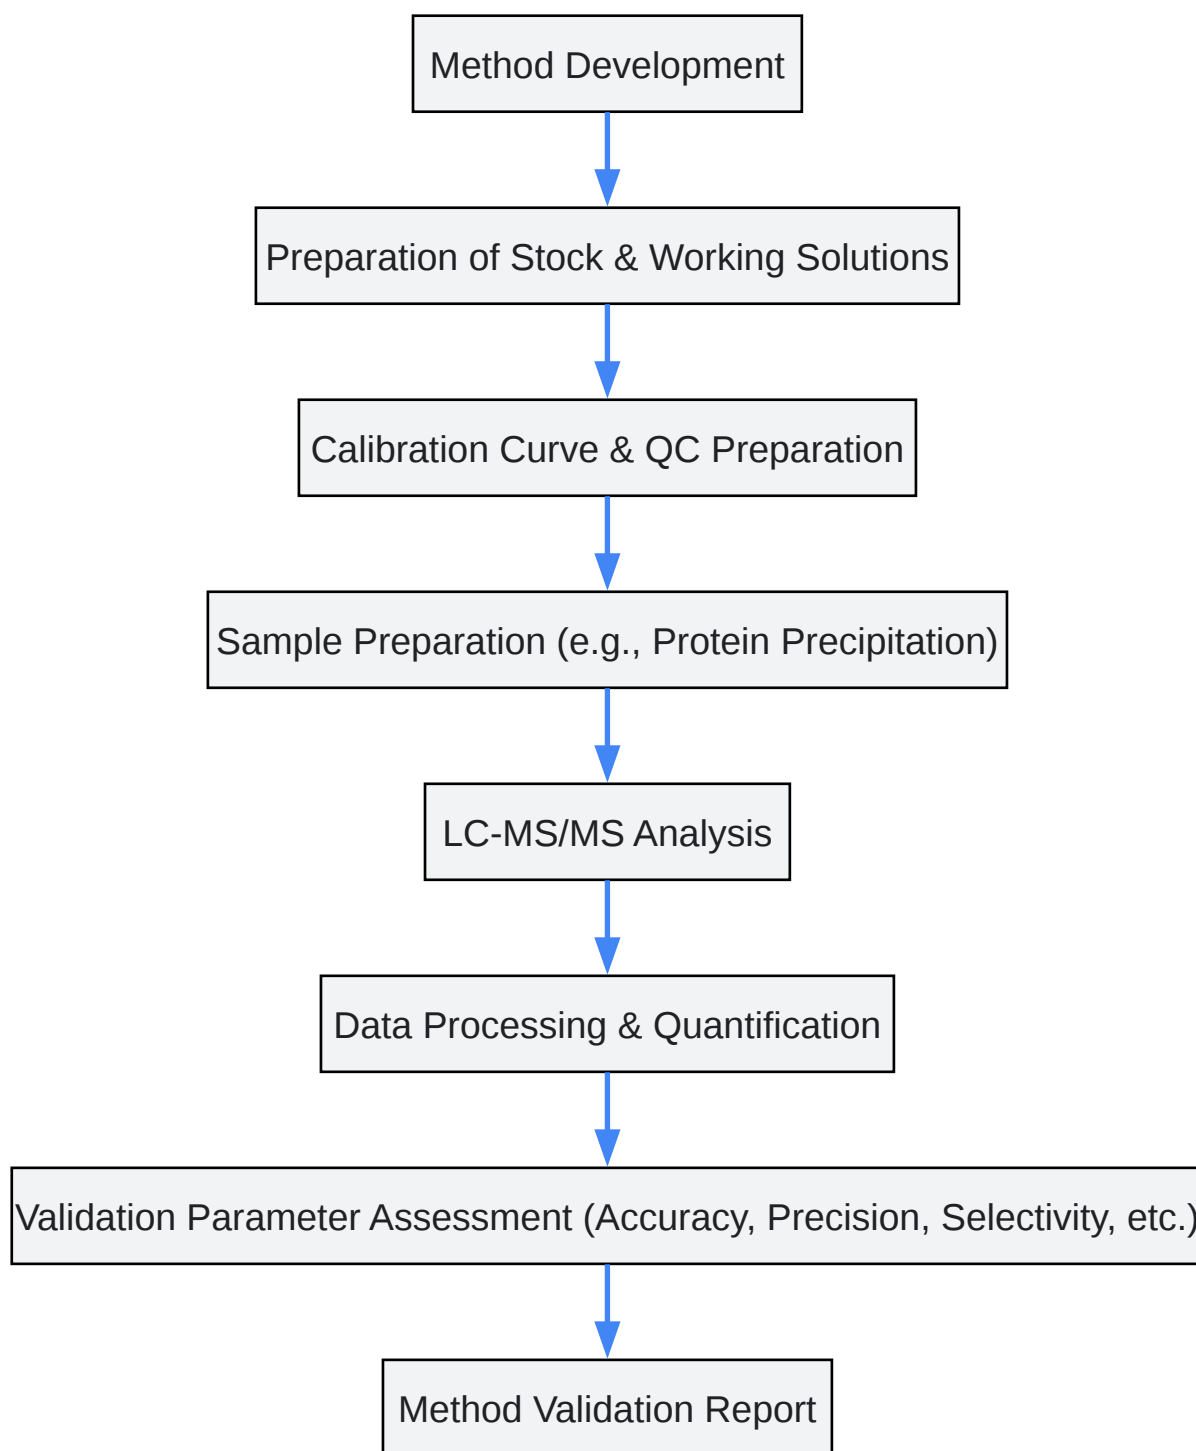 Method Development
Preparation of Stock & Working Solutions
Calibration Curve & QC Preparation
Sample Preparation (e.g., Protein Precipitation)
LC-MS/MS Analysis
Data Processing & Quantification
Validation Parameter Assessment (Accuracy, Precision, Selectivity, etc.)
Method Validation Report